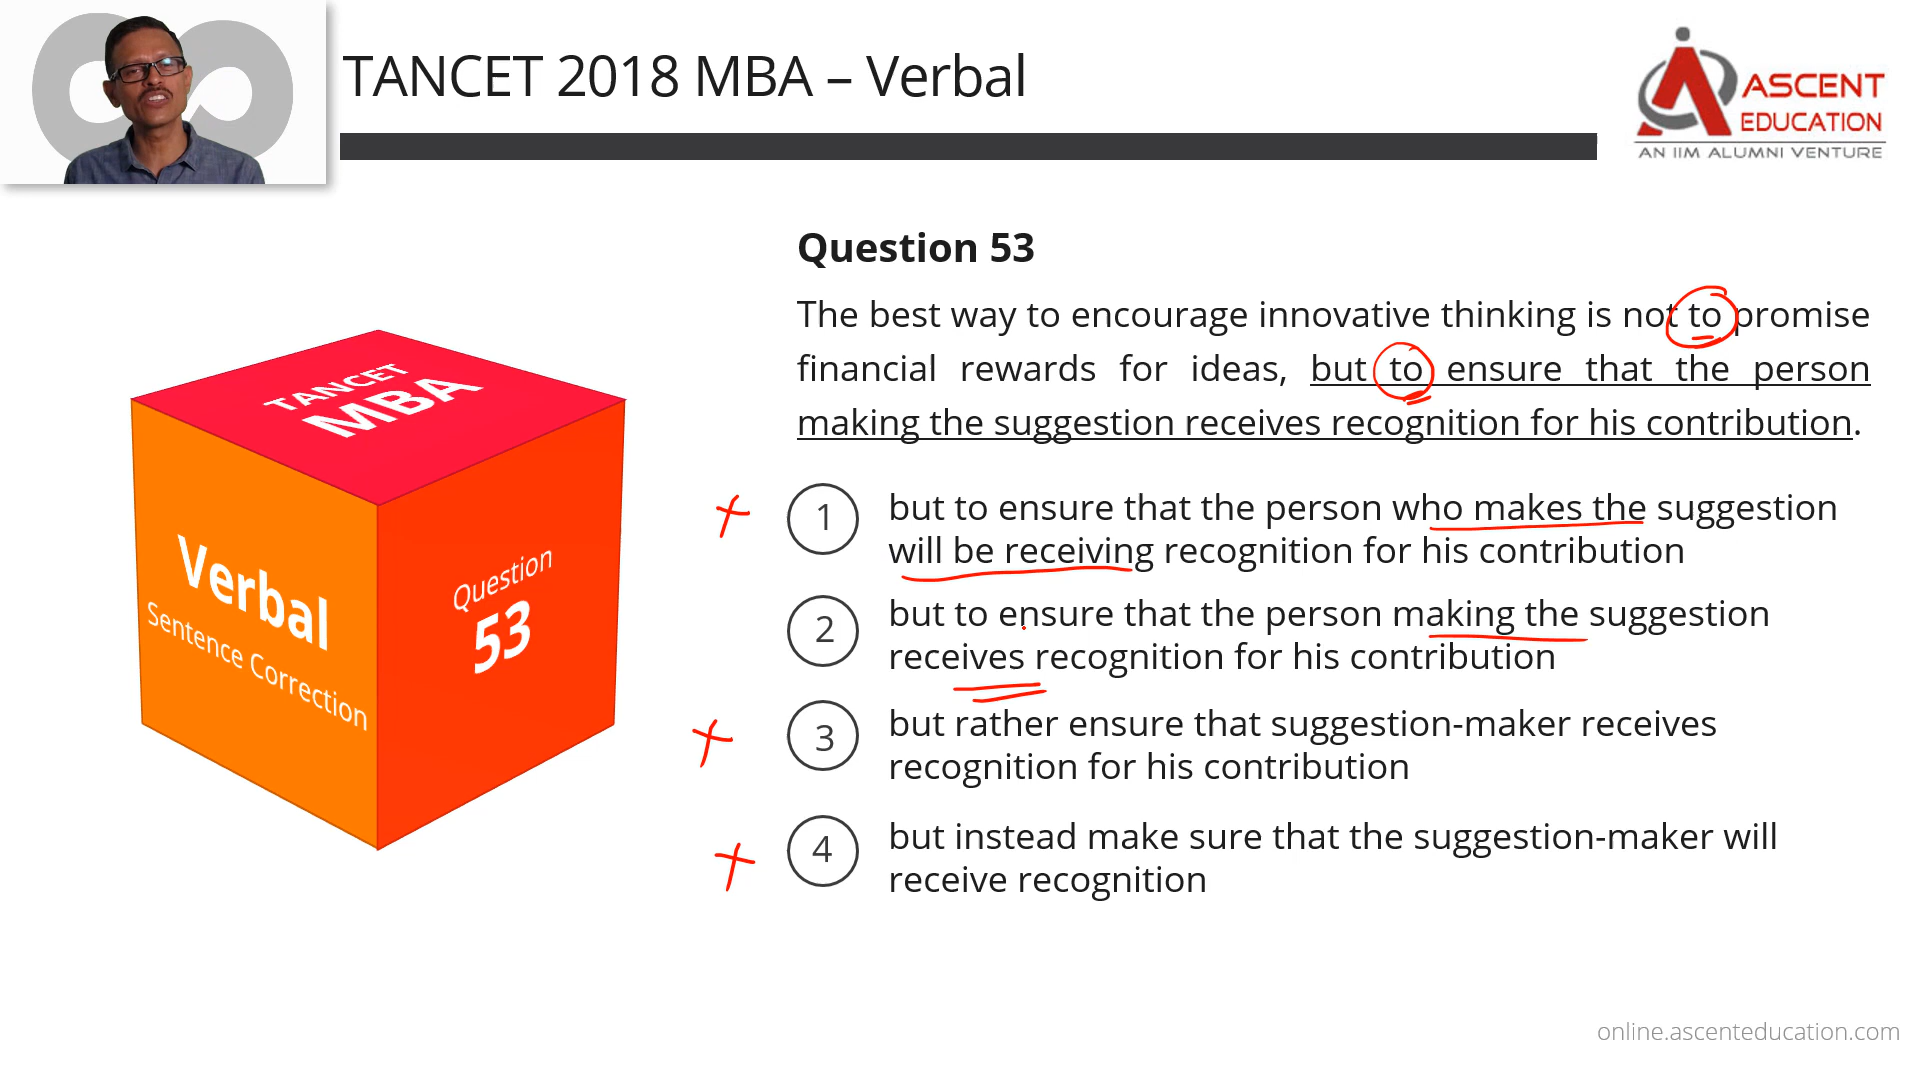 TANCET 2018 MBA – Verbal
ASCENT
EDUCATION
AN IIM ALUMNI VENTURE
Question 53
The best way to encourage innovative thinking is not to promise
financial rewards for ideas, but to ensure that the person
making the suggestion receives recognition for his contribution.
1 but to ensure that the person who makes the suggestion
will be receiving recognition for his contribution
2 but to ensure that the person making the suggestion
receives recognition for his contribution
3 but rather ensure that suggestion-maker receives
recognition for his contribution
4 but instead make sure that the suggestion-maker will
receive recognition
TANCET
MBA
Verbal
Sentence Correction
Question
53
online.ascenteducation.com